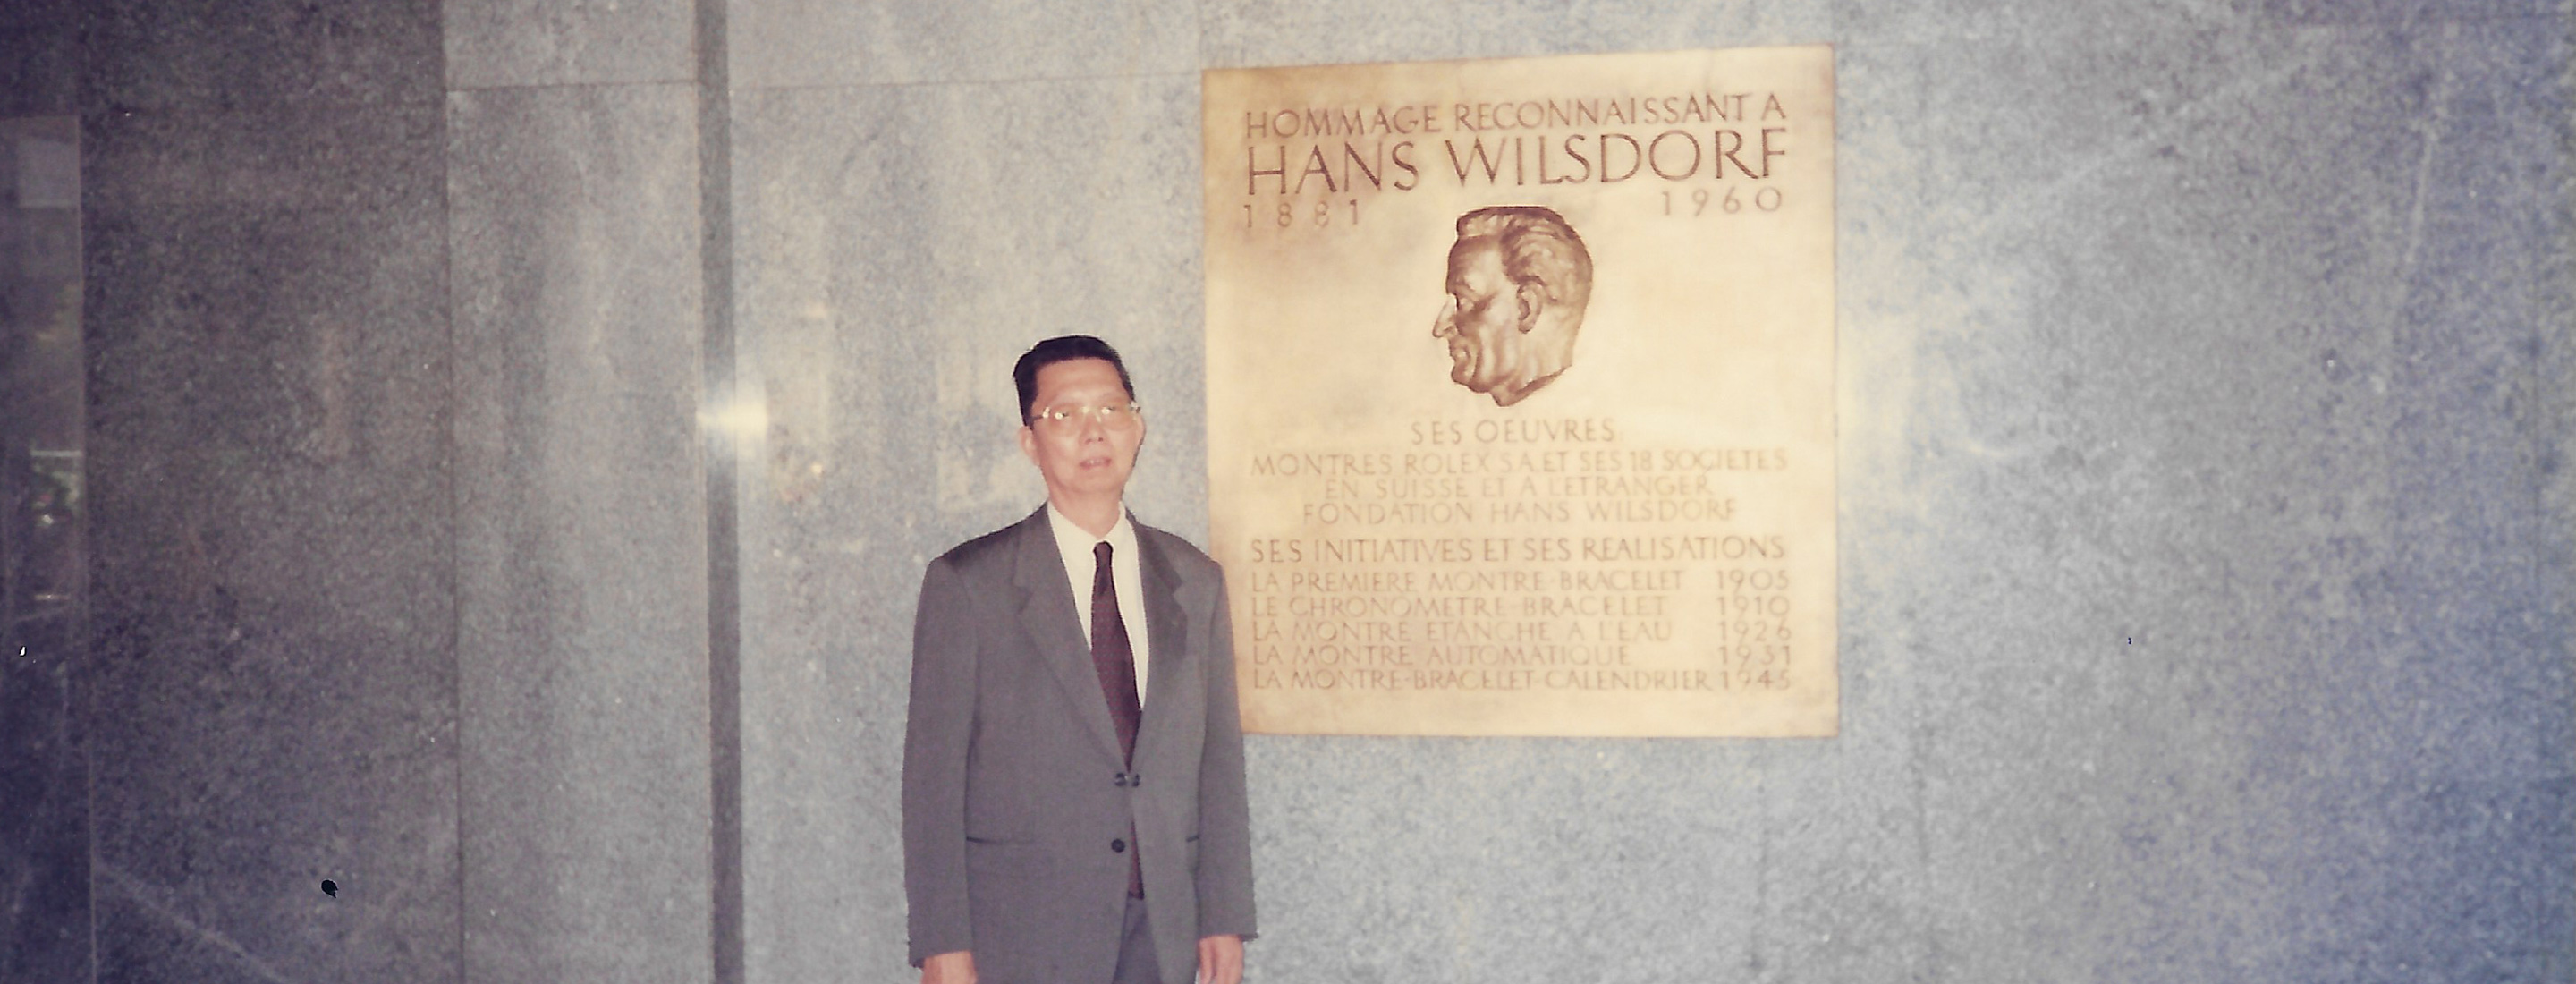 HOMMAGE RECONNAISSANT A
HANS WILSDORF
1881 1960
SES OEUVRES
MONTRES ROLEX S.A. ET SES 18 SOCIETES
EN SUISSE ET A L'ETRANGER
FONDATION HANS WILSDORF
SES INITIATIVES ET SES REALISATIONS
LA PREMIERE MONTRE-BRACELET 1905
LE CHRONOMETRE-BRACELET 1910
LA MONTRE ETANCHE A L'EAU 1926
LA MONTRE AUTOMATIQUE 1931
LA MONTRE-BRACELET-CALENDRIER 1945